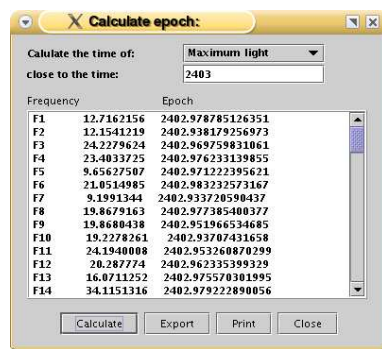 Calculate epoch:
Calulate the time of: Maximum light
close to the time: 2403
Frequency Epoch
F1 12.7162156 2402.978785126351
F2 12.1541219 2402.938179256973
F3 24.2279624 2402.969759831061
F4 23.4033725 2402.976233139855
F5 9.65627507 2402.971222395621
F6 21.0514985 2402.983232573167
F7 9.1991344 2402.933720590437
F8 19.8679163 2402.977385400377
F9 19.8680438 2402.951966534685
F10 19.2278261 2402.93707431658
F11 24.1940008 2402.953260870299
F12 20.287774 2402.962335399329
F13 16.0711252 2402.975570301995
F14 34.1151316 2402.979222890056
Calculate Export Print Close